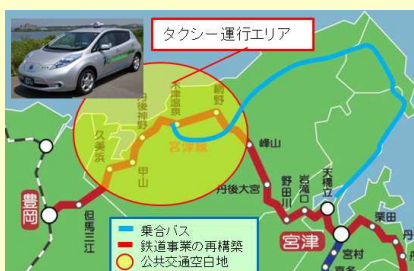 タクシー運行エリア
木津温泉
網野
丹後神野
宮津線
久美浜
甲山
峰山
丹後大宮
野田川
岩滝口
天橋立
豊岡
但馬三江
栗田
宮津
宮村
乗合バス
鉄道事業の再構築
公共交通空白地